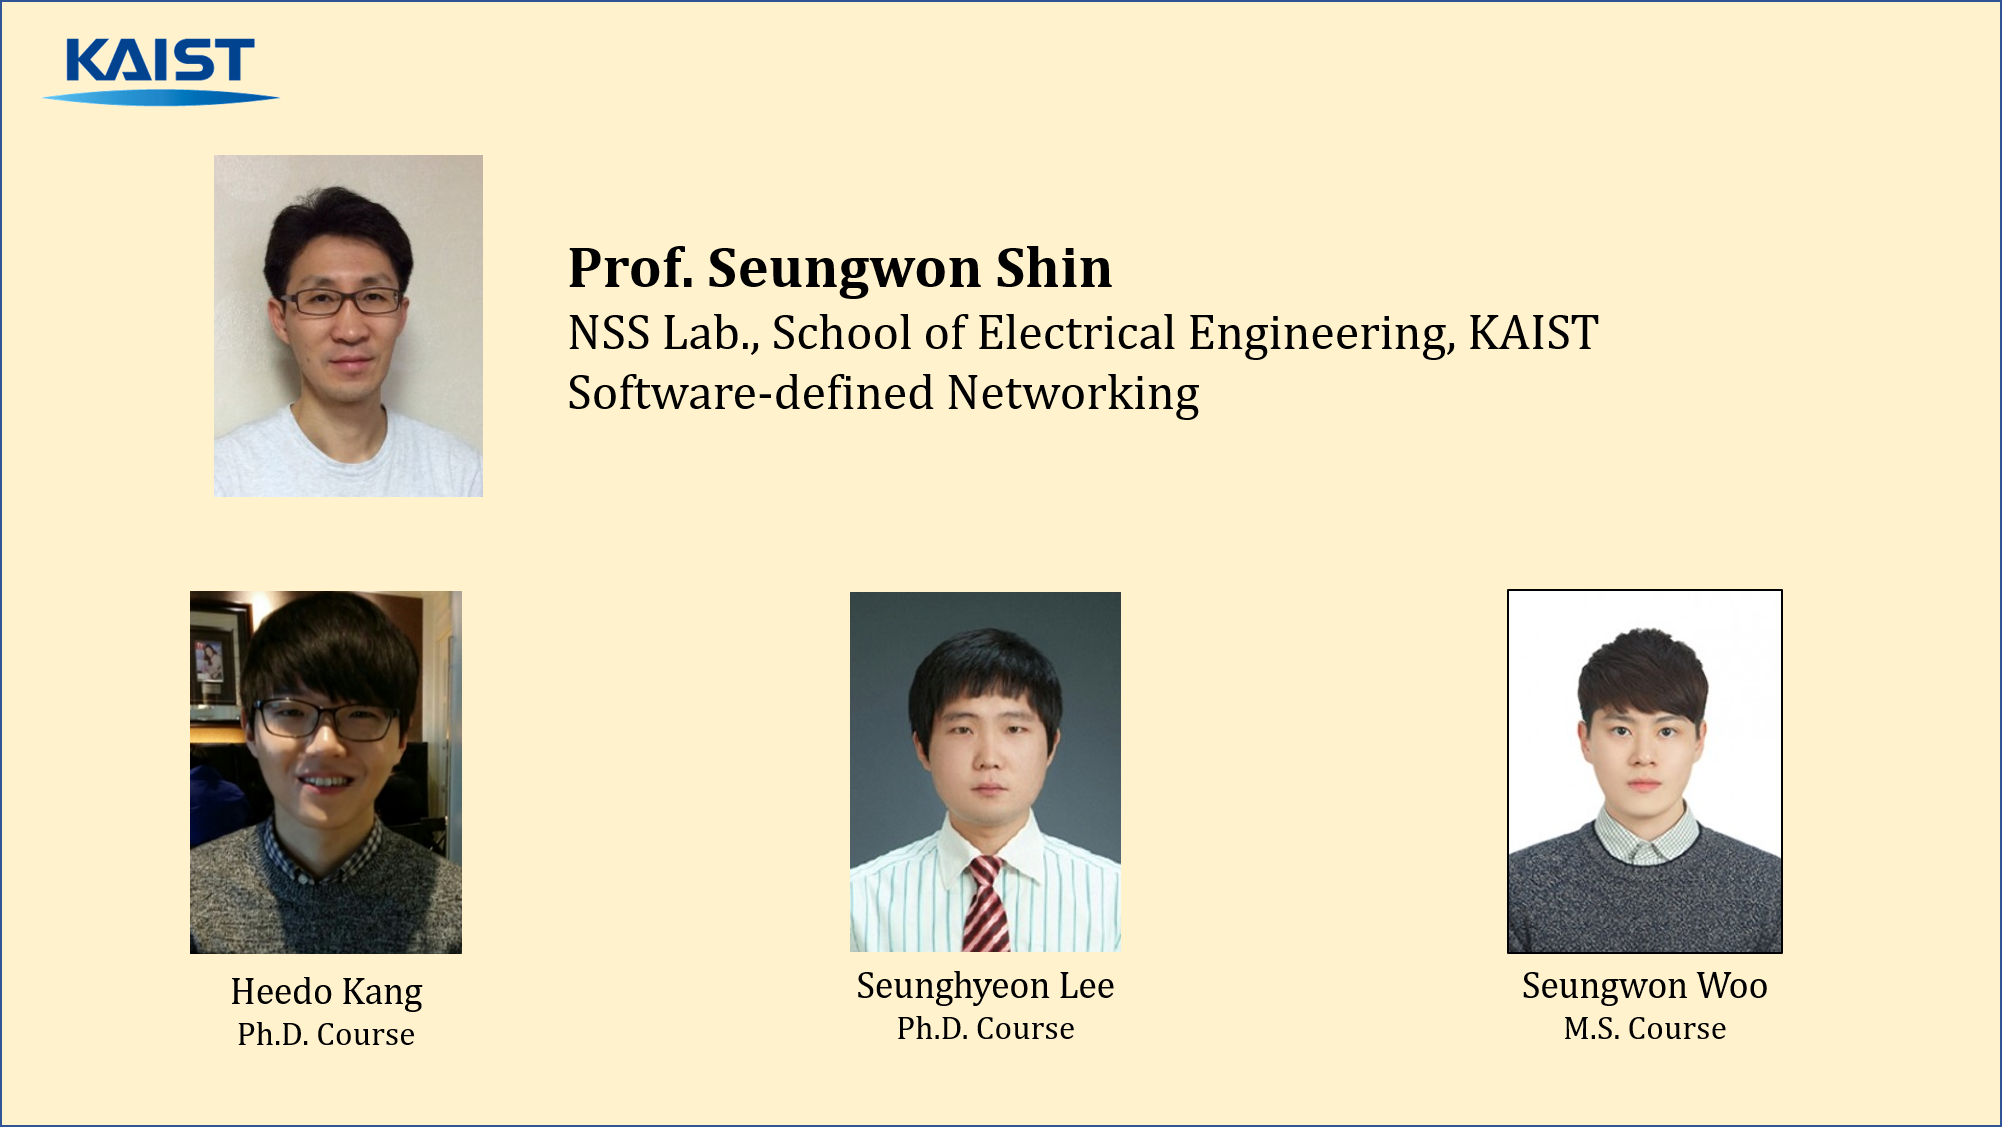 KAIST
Prof. Seungwon Shin
NSS Lab., School of Electrical Engineering, KAIST
Software-defined Networking
Heedo Kang
Ph.D. Course
Seunghyeon Lee
Ph.D. Course
Seungwon Woo
M.S. Course